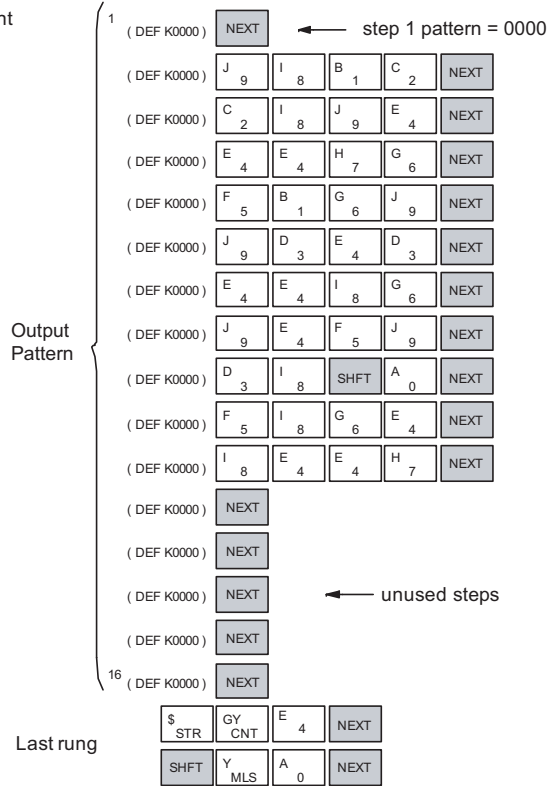 nt
1 ( DEF K0000 ) NEXT step 1 pattern = 0000
( DEF K0000 ) J 9 I 8 B 1 C 2 NEXT
( DEF K0000 ) C 2 I 8 J 9 E 4 NEXT
( DEF K0000 ) E 4 E 4 H 7 G 6 NEXT
( DEF K0000 ) F 5 B 1 G 6 J 9 NEXT
( DEF K0000 ) J 9 D 3 E 4 D 3 NEXT
( DEF K0000 ) E 4 E 4 I 8 G 6 NEXT
Output
Pattern
( DEF K0000 ) J 9 E 4 F 5 J 9 NEXT
( DEF K0000 ) D 3 I 8 SHFT A 0 NEXT
( DEF K0000 ) F 5 I 8 G 6 E 4 NEXT
( DEF K0000 ) I 8 E 4 E 4 H 7 NEXT
( DEF K0000 ) NEXT
( DEF K0000 ) NEXT
( DEF K0000 ) NEXT unused steps
( DEF K0000 ) NEXT
16 ( DEF K0000 ) NEXT
Last rung
$ STR GY CNT E 4 NEXT
SHFT Y MLS A 0 NEXT